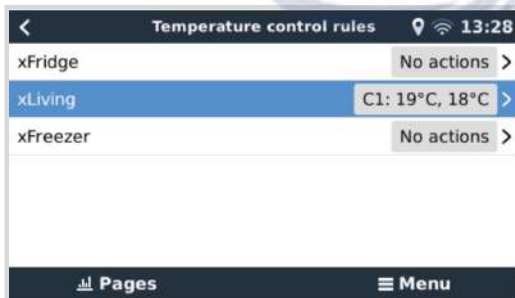 Temperature control rules 13:28
xFridge No actions
xLiving C1: 19°C, 18°C
xFreezer No actions
Pages Menu